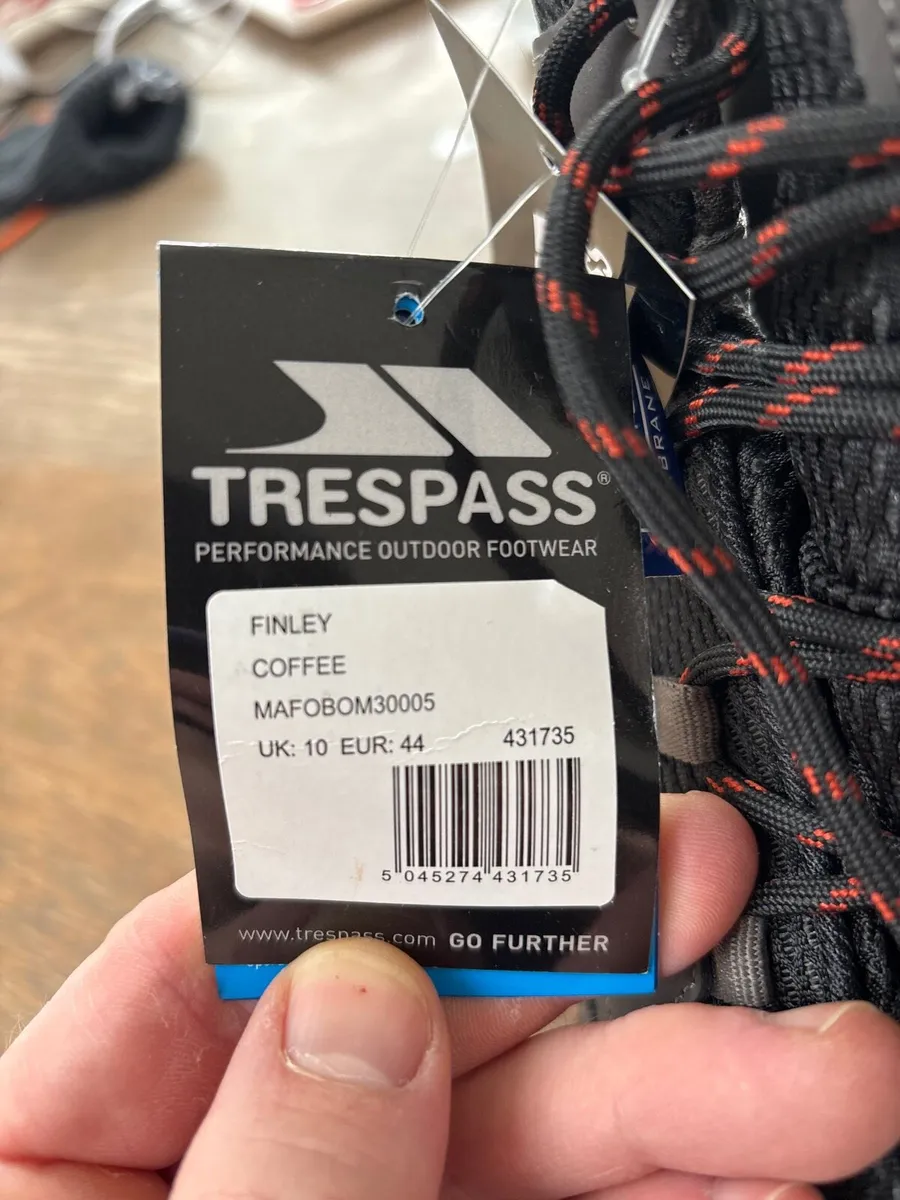 TRESPASS®
PERFORMANCE OUTDOOR FOOTWEAR
FINLEY
COFFEE
MAFOBOM30005
UK: 10 EUR: 44 431735
5 045274 431735
www.trespass.com GO FURTHER
BRANE